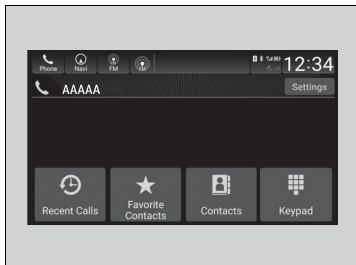 Phone Navi FM 12:34
AAAAA Settings
Recent Calls
Favorite
Contacts
Contacts
Keypad